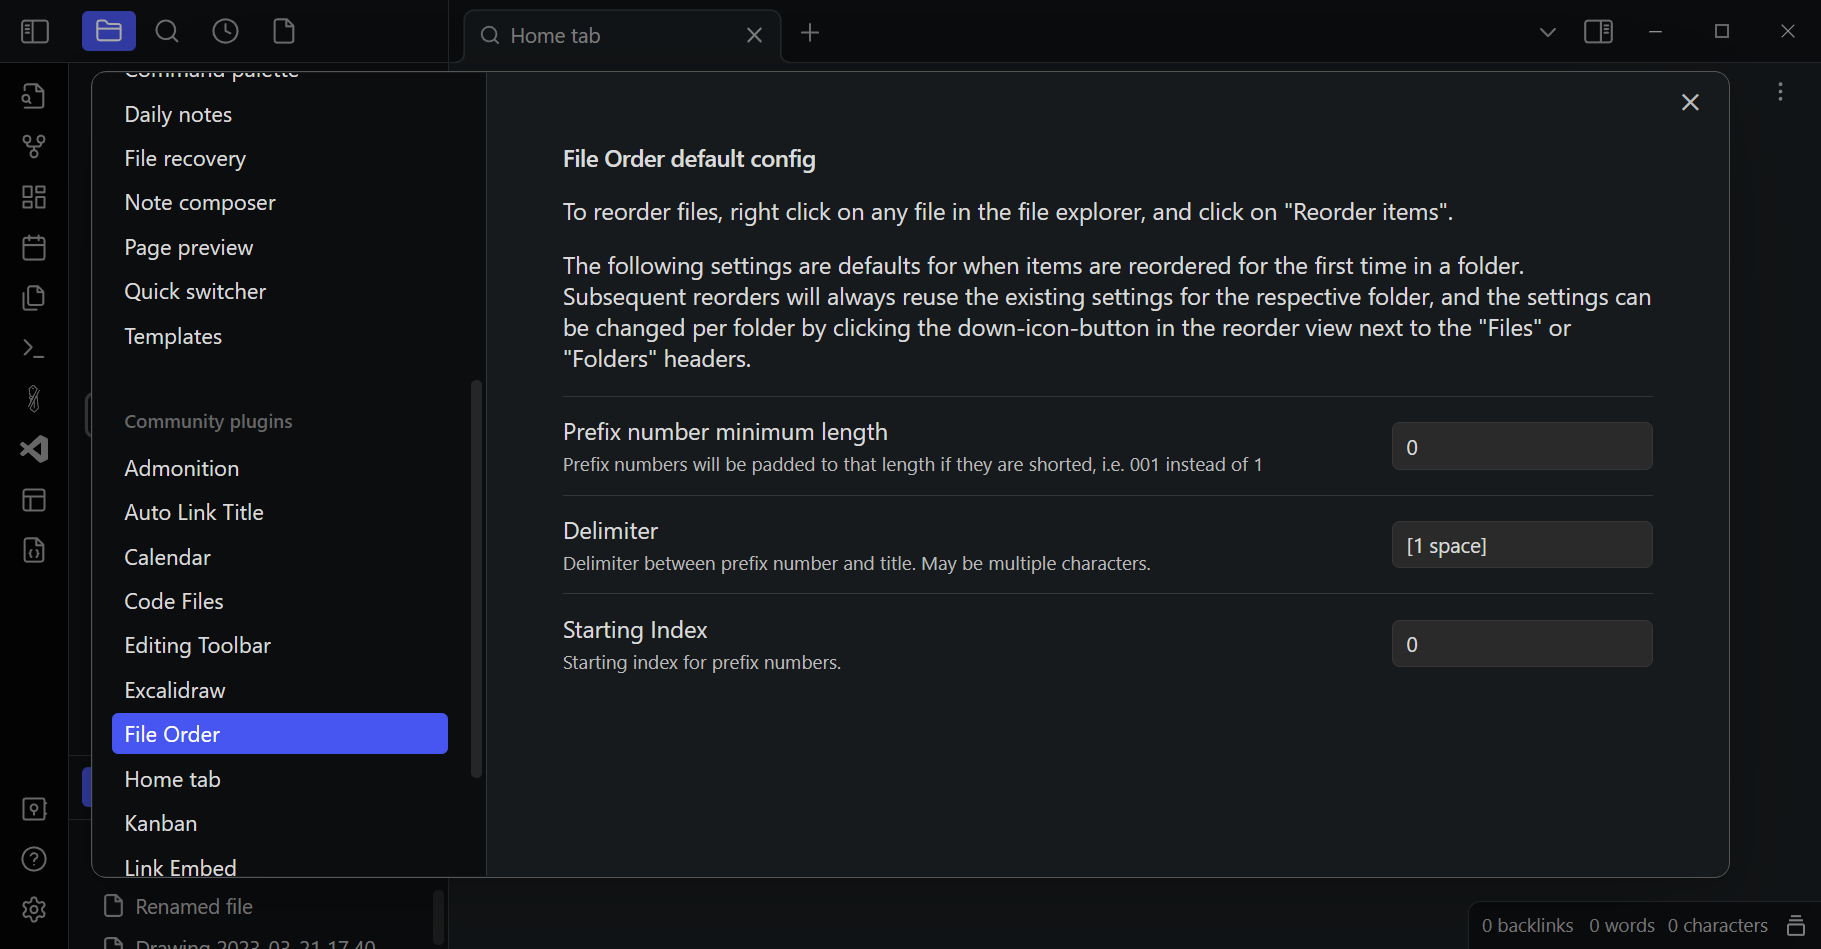 Home tab
Command palette
Daily notes
File recovery
Note composer
Page preview
Quick switcher
Templates
Community plugins
Admonition
Auto Link Title
Calendar
Code Files
Editing Toolbar
Excalidraw
File Order
Home tab
Kanban
Link Embed
File Order default config
To reorder files, right click on any file in the file explorer, and click on "Reorder items".
The following settings are defaults for when items are reordered for the first time in a folder.
Subsequent reorders will always reuse the existing settings for the respective folder, and the settings can
be changed per folder by clicking the down-icon-button in the reorder view next to the "Files" or
"Folders" headers.
Prefix number minimum length
Prefix numbers will be padded to that length if they are shorted, i.e. 001 instead of 1
0
Delimiter
Delimiter between prefix number and title. May be multiple characters.
[1 space]
Starting Index
Starting index for prefix numbers.
0
Renamed file
Drawing 2023-03-21 17.40
0 backlinks 0 words 0 characters